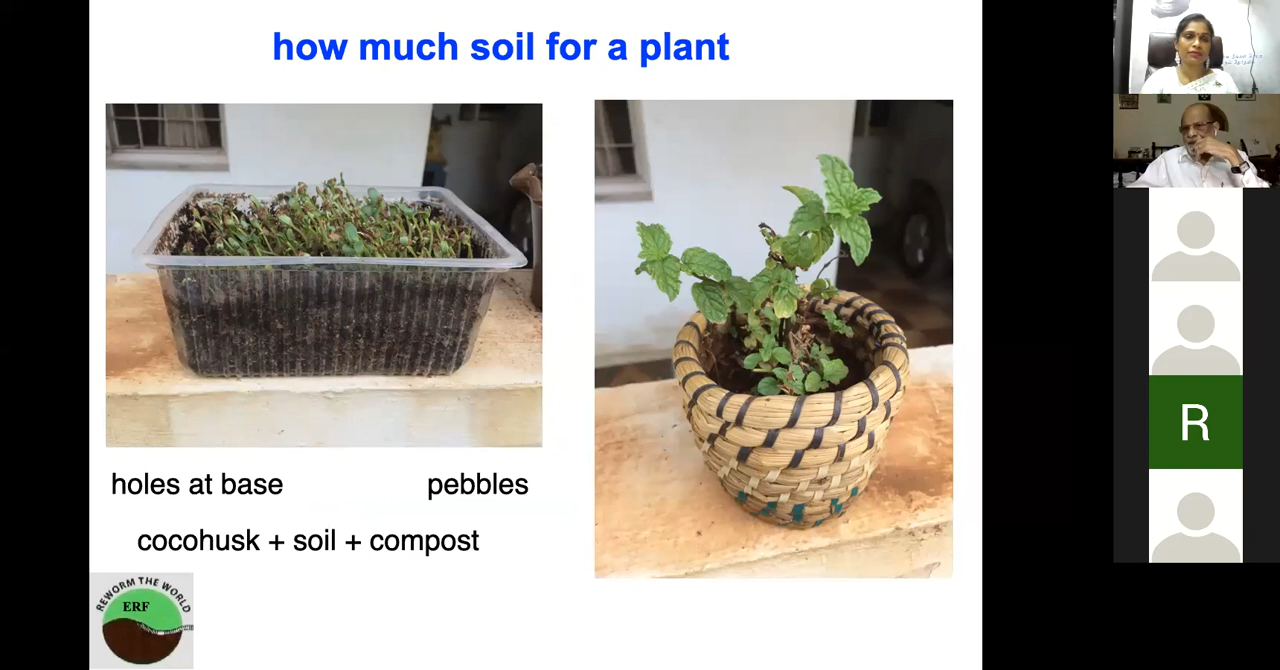 how much soil for a plant
holes at base
pebbles
cocohusk + soil + compost
REWORM THE WORLD
ERF
R